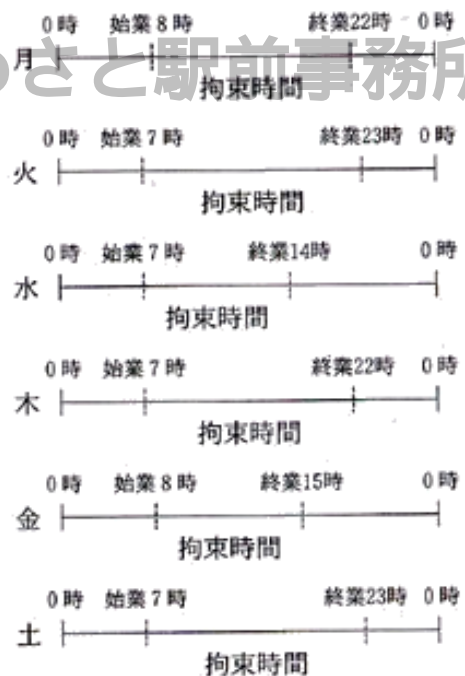 0時 始業8時 終業22時 0時
月
わさと駅前事務所
拘束時間
0時 始業7時 終業23時 0時
火
拘束時間
0時 始業7時 終業14時 0時
水
拘束時間
0時 始業7時 終業22時 0時
木
拘束時間
0時 始業8時 終業15時 0時
金
拘束時間
0時 始業7時 終業23時 0時
土
拘束時間